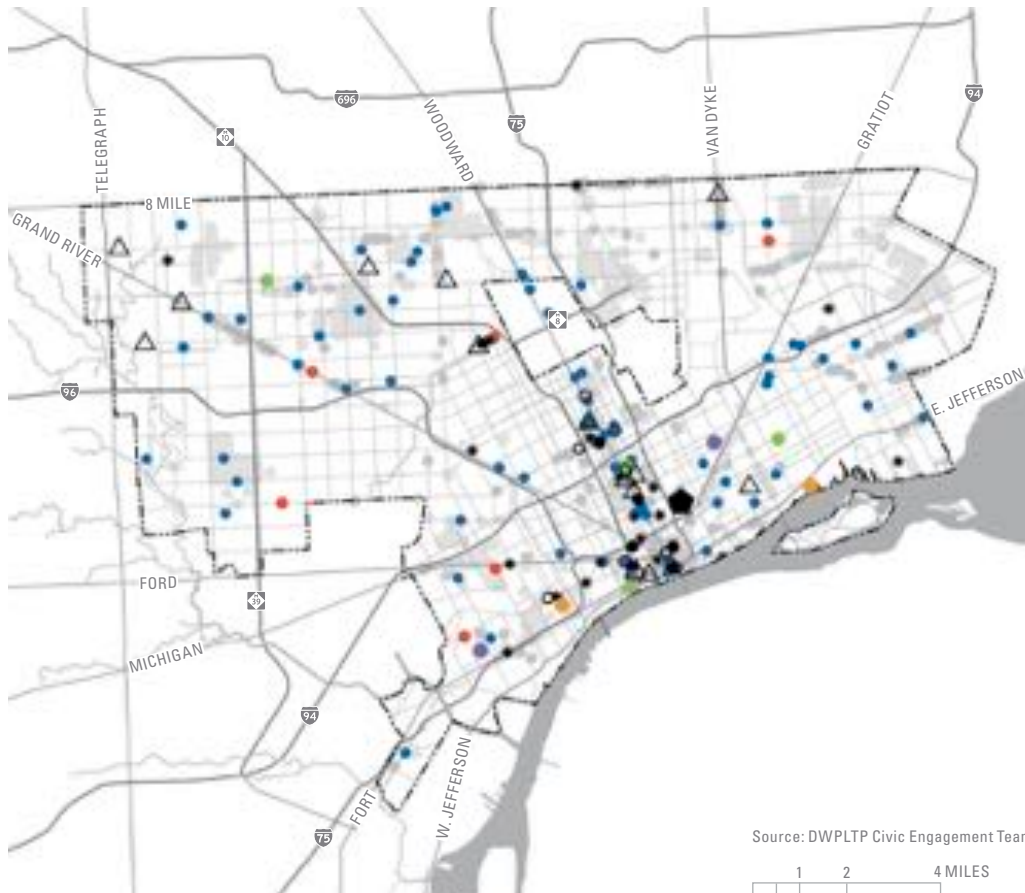 696
94
75
10
WOODWARD
VAN DYKE
GRATIOT
TELEGRAPH
8 MILE
GRAND RIVER
8
96
E. JEFFERSON
FORD
39
MICHIGAN
94
FORT
W. JEFFERSON
75
Source: DWPLTP Civic Engagement Team
1 2 4 MILES